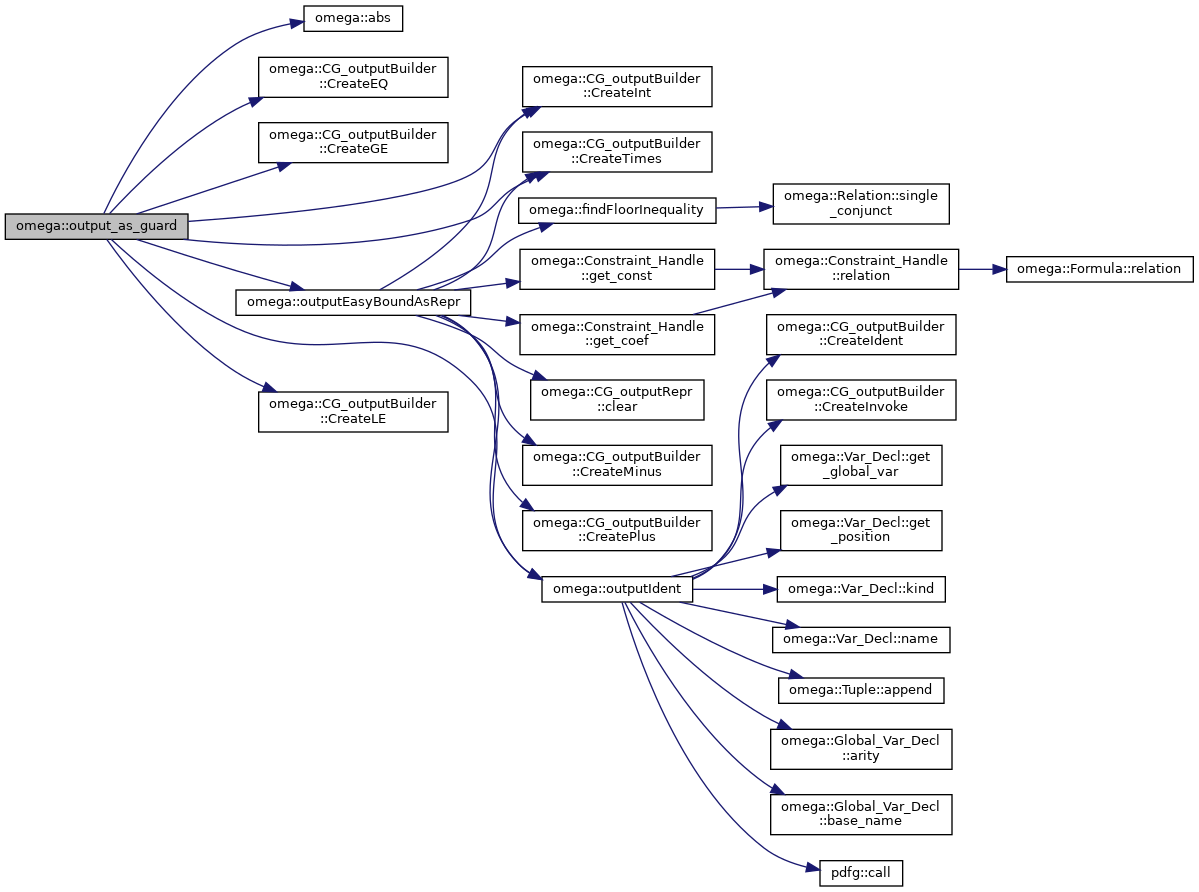 omega::output_as_guard
omega::abs
omega::CG_outputBuilder
::CreateEQ
omega::CG_outputBuilder
::CreateGE
omega::outputEasyBoundAsRepr
omega::CG_outputBuilder
::CreateLE
omega::CG_outputBuilder
::CreateInt
omega::CG_outputBuilder
::CreateTimes
omega::findFloorInequality
omega::Constraint_Handle
::get_const
omega::Constraint_Handle
::get_coef
omega::CG_outputRepr
::clear
omega::CG_outputBuilder
::CreateMinus
omega::CG_outputBuilder
::CreatePlus
omega::outputIdent
omega::Relation::single
_conjunct
omega::Constraint_Handle
::relation
omega::Formula::relation
omega::CG_outputBuilder
::CreateIdent
omega::CG_outputBuilder
::CreateInvoke
omega::Var_Decl::get
_global_var
omega::Var_Decl::get
_position
omega::Var_Decl::kind
omega::Var_Decl::name
omega::Tuple::append
omega::Global_Var_Decl
::arity
omega::Global_Var_Decl
::base_name
pdfg::call